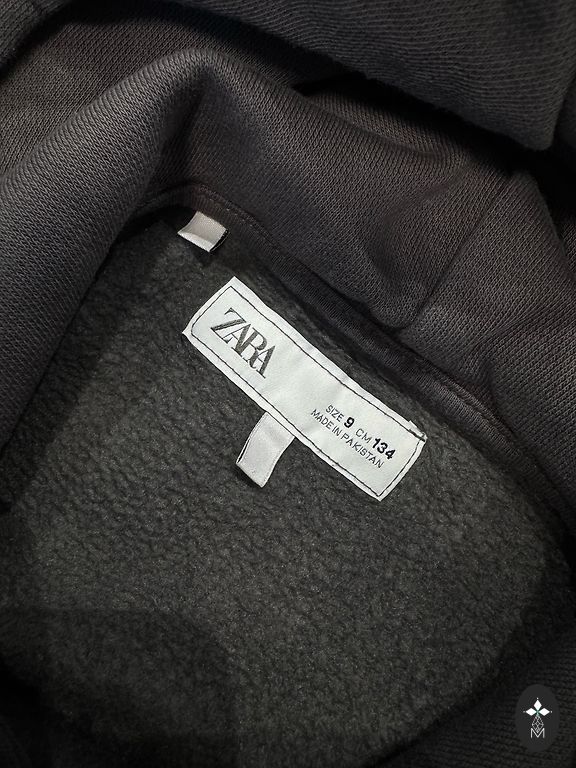 ZARA
SIZE 9 CM 134
MADE IN PAKISTAN
M